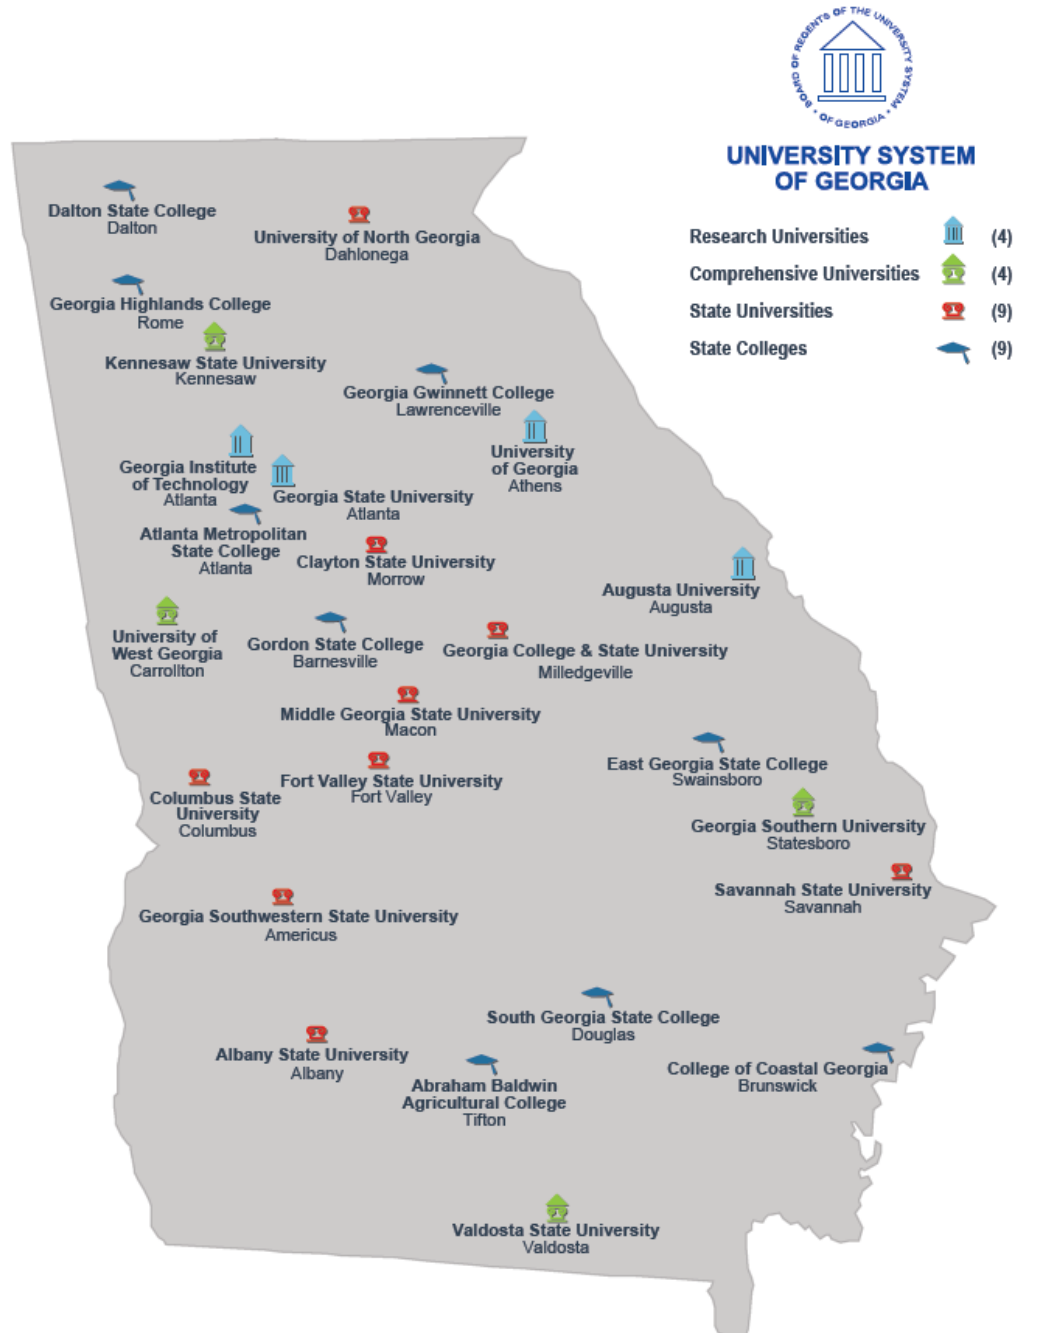 BOARD OF REGENTS OF THE UNIVERSITY SYSTEM • OF GEORGIA •
UNIVERSITY SYSTEM
OF GEORGIA
Research Universities (4)
Comprehensive Universities (4)
State Universities (9)
State Colleges (9)
Dalton State College
Dalton
University of North Georgia
Dahlonega
Georgia Highlands College
Rome
Kennesaw State University
Kennesaw
Georgia Gwinnett College
Lawrenceville
University
of Georgia
Athens
Georgia Institute
of Technology
Atlanta
Georgia State University
Atlanta
Atlanta Metropolitan
State College
Atlanta
Clayton State University
Morrow
Augusta University
Augusta
University of
West Georgia
Carrollton
Gordon State College
Barnesville
Georgia College & State University
Milledgeville
Middle Georgia State University
Macon
East Georgia State College
Swainsboro
Fort Valley State University
Fort Valley
Columbus State
University
Columbus
Georgia Southern University
Statesboro
Savannah State University
Savannah
Georgia Southwestern State University
Americus
South Georgia State College
Douglas
Albany State University
Albany
College of Coastal Georgia
Brunswick
Abraham Baldwin
Agricultural College
Tifton
Valdosta State University
Valdosta